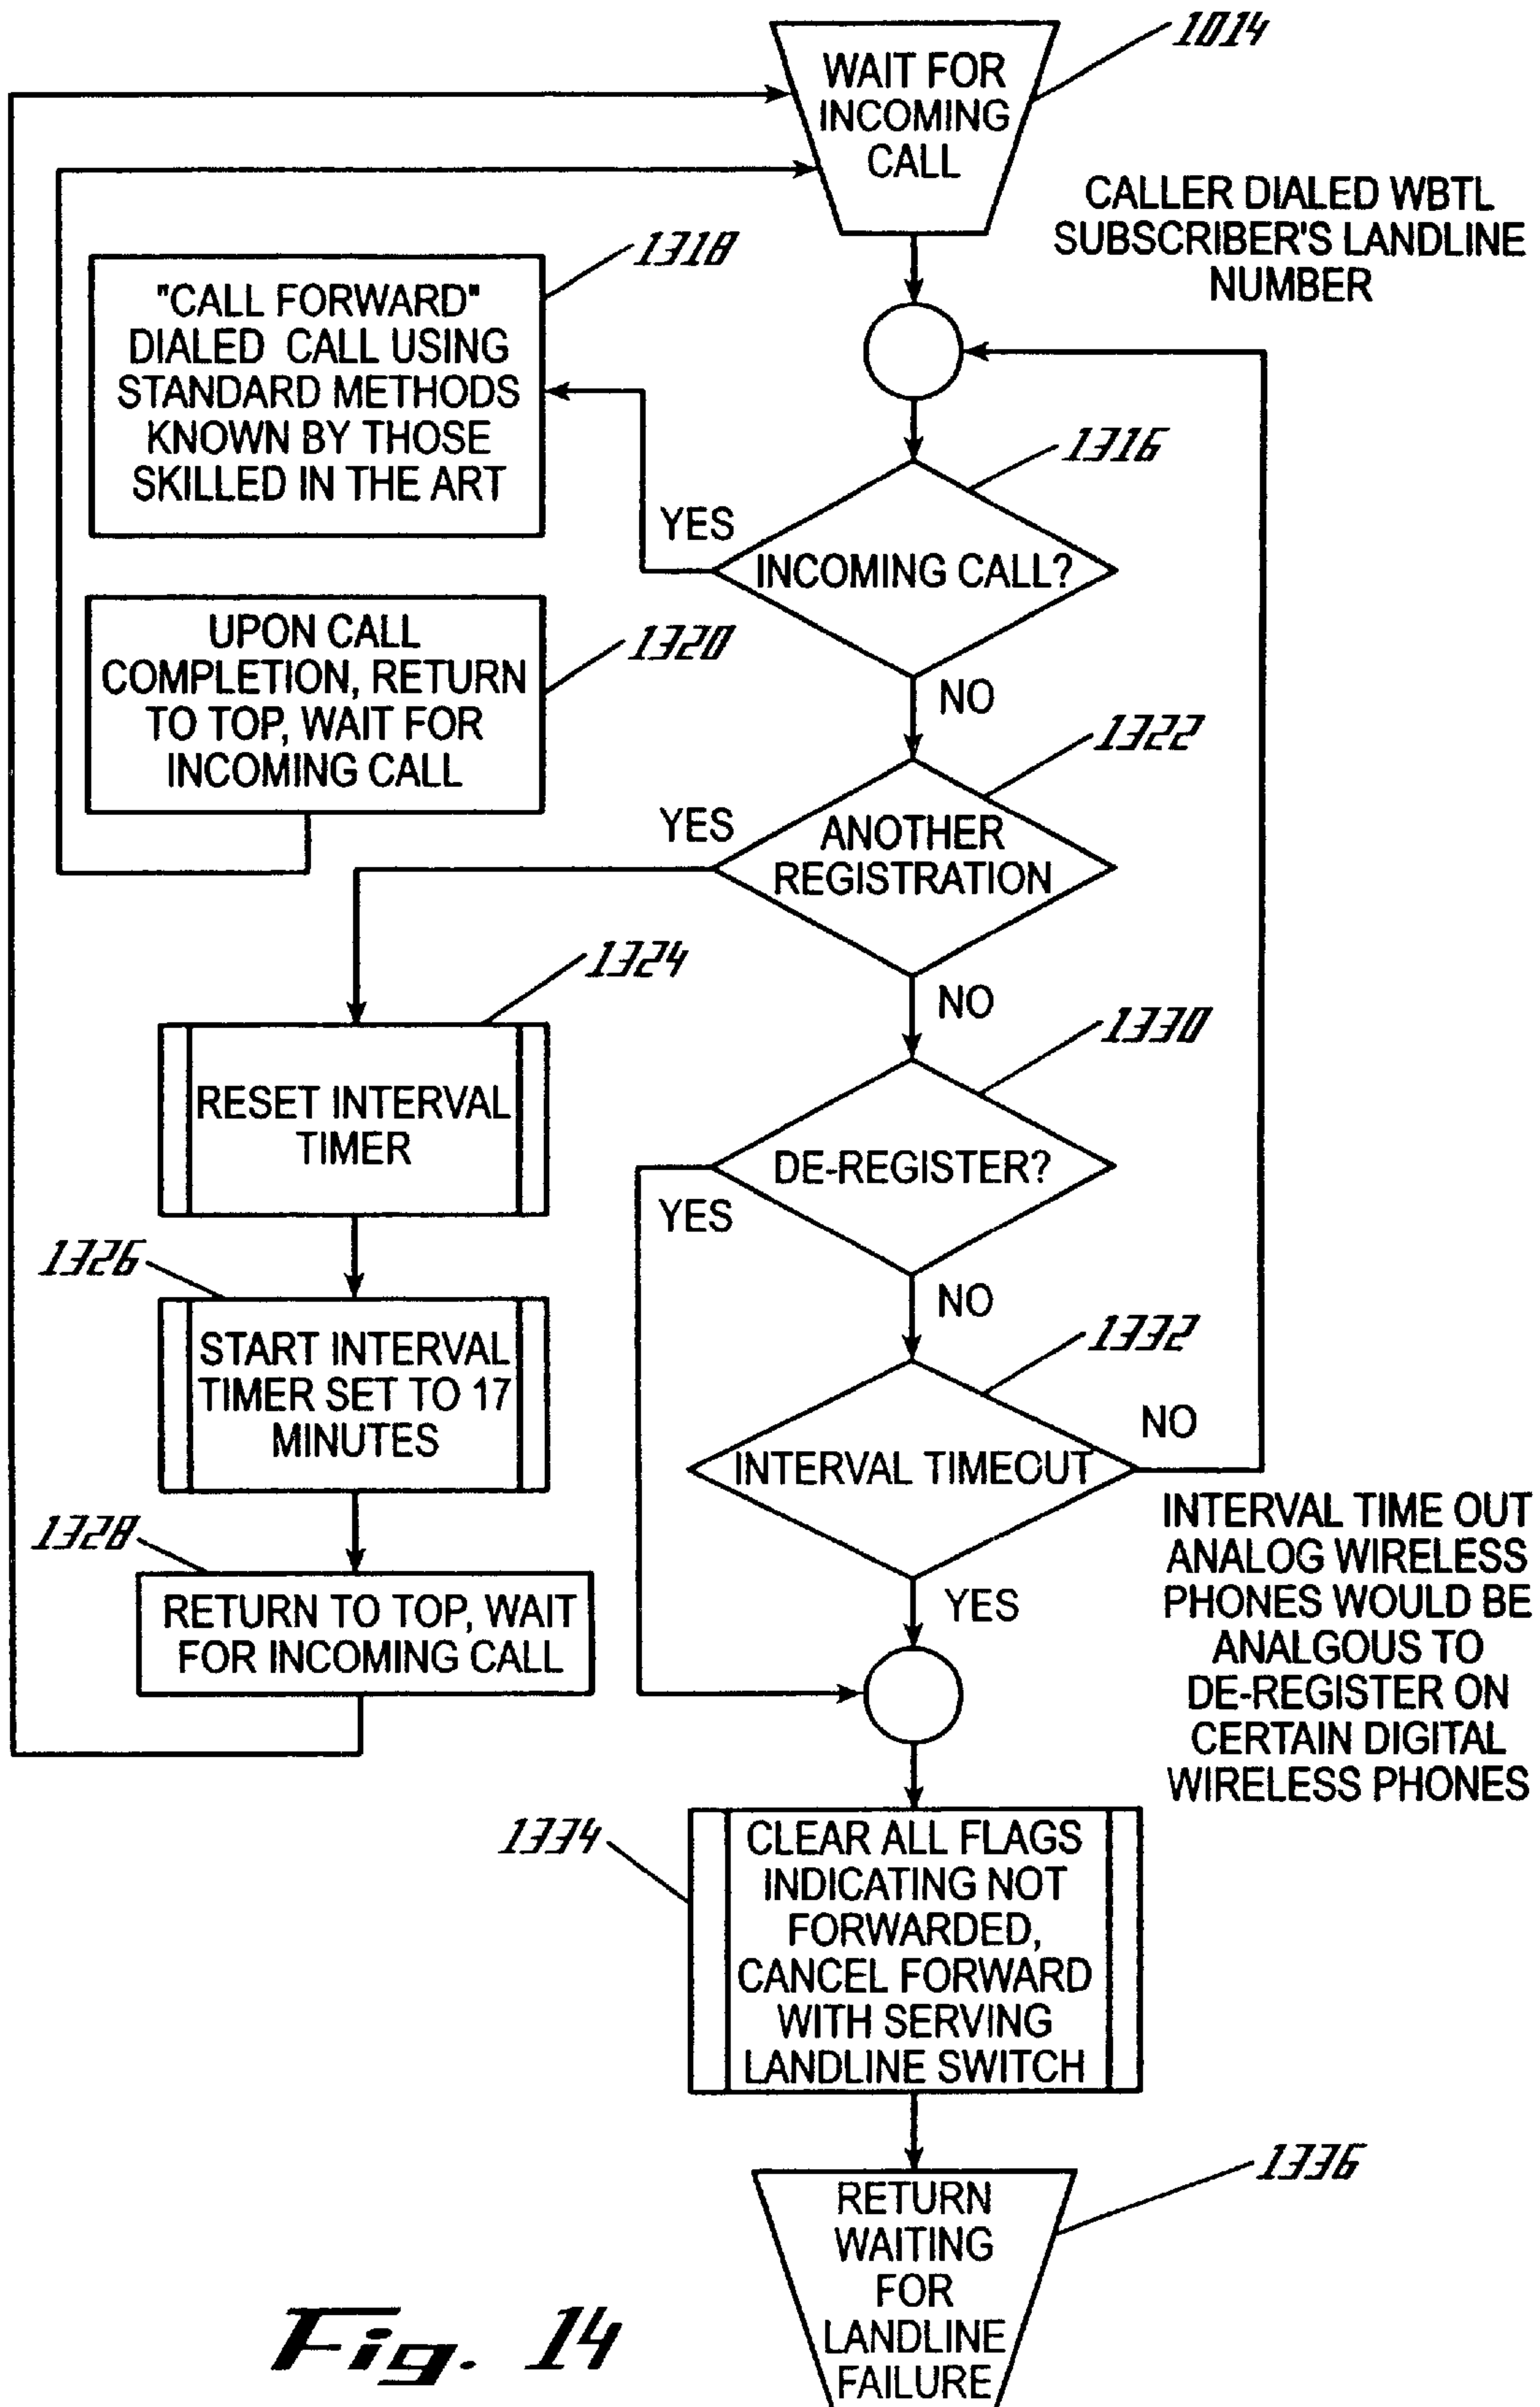 1014
WAIT FOR
INCOMING
CALL
CALLER DIALED WBTL
SUBSCRIBER'S LANDLINE
NUMBER
1318
"CALL FORWARD"
DIALED CALL USING
STANDARD METHODS
KNOWN BY THOSE
SKILLED IN THE ART
1316
YES
INCOMING CALL?
NO
1320
UPON CALL
COMPLETION, RETURN
TO TOP, WAIT FOR
INCOMING CALL
1322
YES
ANOTHER
REGISTRATION
NO
1324
RESET INTERVAL
TIMER
1330
DE-REGISTER?
YES
NO
1326
START INTERVAL
TIMER SET TO 17
MINUTES
1332
NO
INTERVAL TIMEOUT
YES
1328
RETURN TO TOP, WAIT
FOR INCOMING CALL
INTERVAL TIME OUT
ANALOG WIRELESS
PHONES WOULD BE
ANALGOUS TO
DE-REGISTER ON
CERTAIN DIGITAL
WIRELESS PHONES
1334
CLEAR ALL FLAGS
INDICATING NOT
FORWARDED,
CANCEL FORWARD
WITH SERVING
LANDLINE SWITCH
1336
RETURN
WAITING
FOR
LANDLINE
FAILURE
Fig. 14